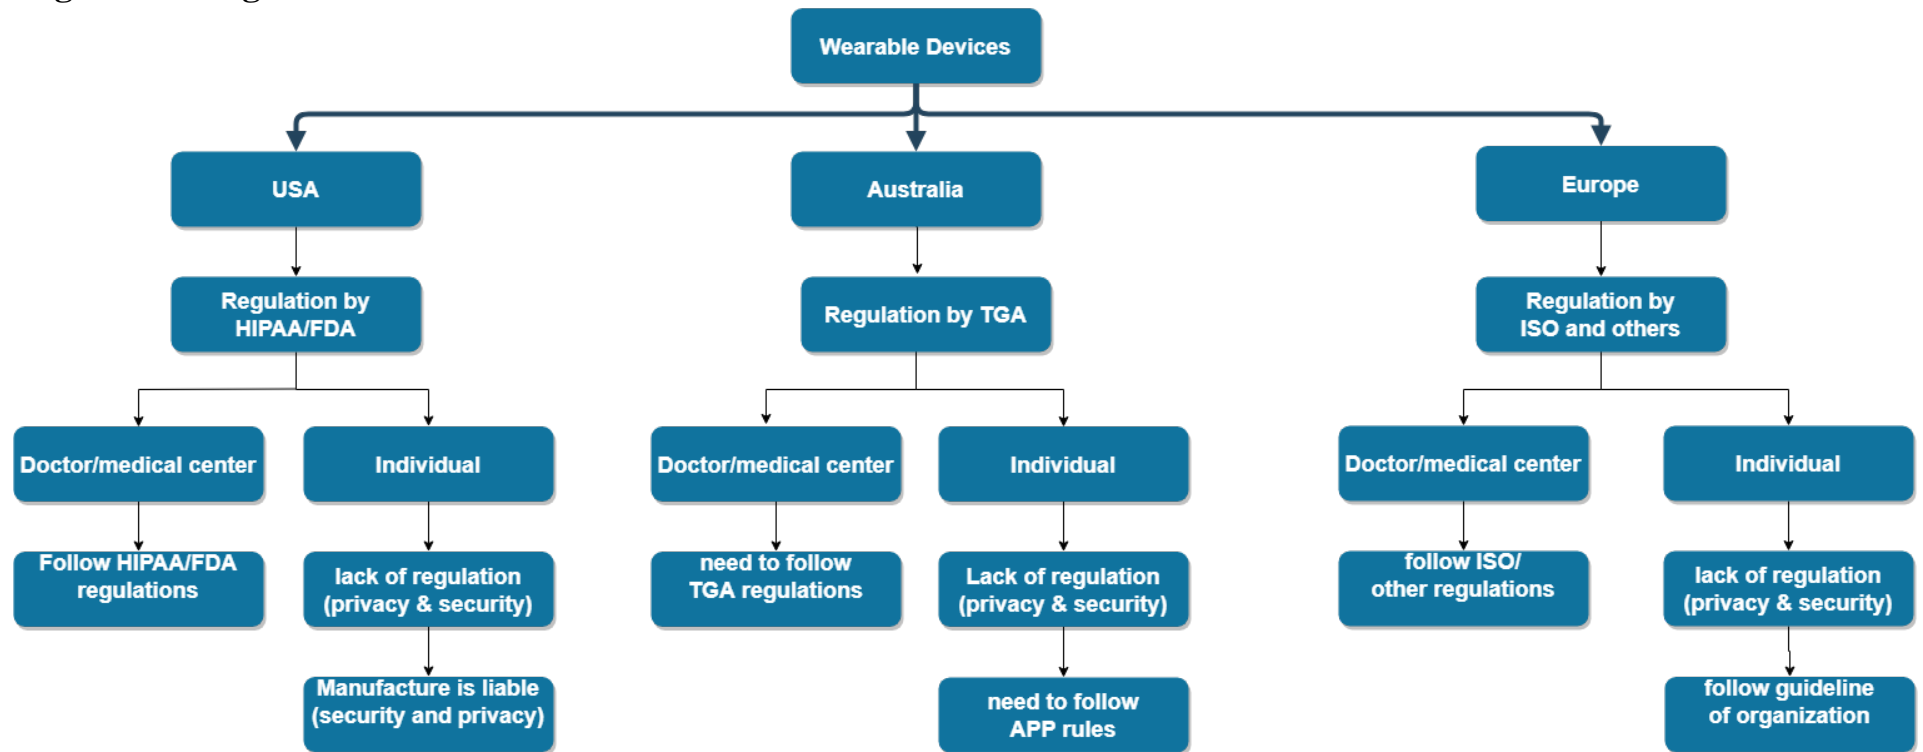 Wearable Devices
USA
Australia
Europe
Regulation by
HIPAA/FDA
Regulation by TGA
Regulation by
ISO and others
Doctor/medical center
Individual
Doctor/medical center
Individual
Doctor/medical center
Individual
Follow HIPAA/FDA
regulations
lack of regulation
(privacy & security)
need to follow
TGA regulations
Lack of regulation
(privacy & security)
follow ISO/
other regulations
lack of regulation
(privacy & security)
Manufacture is liable
(security and privacy)
need to follow
APP rules
follow guideline
of organization